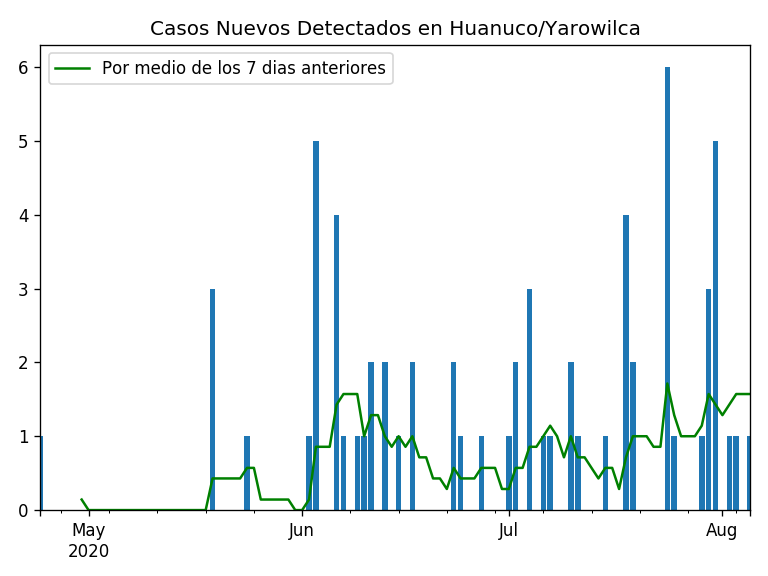 Casos Nuevos Detectados en Huanuco/Yarowilca
Por medio de los 7 dias anteriores
6
5
4
3
2
1
0
May Jun Jul Aug
2020